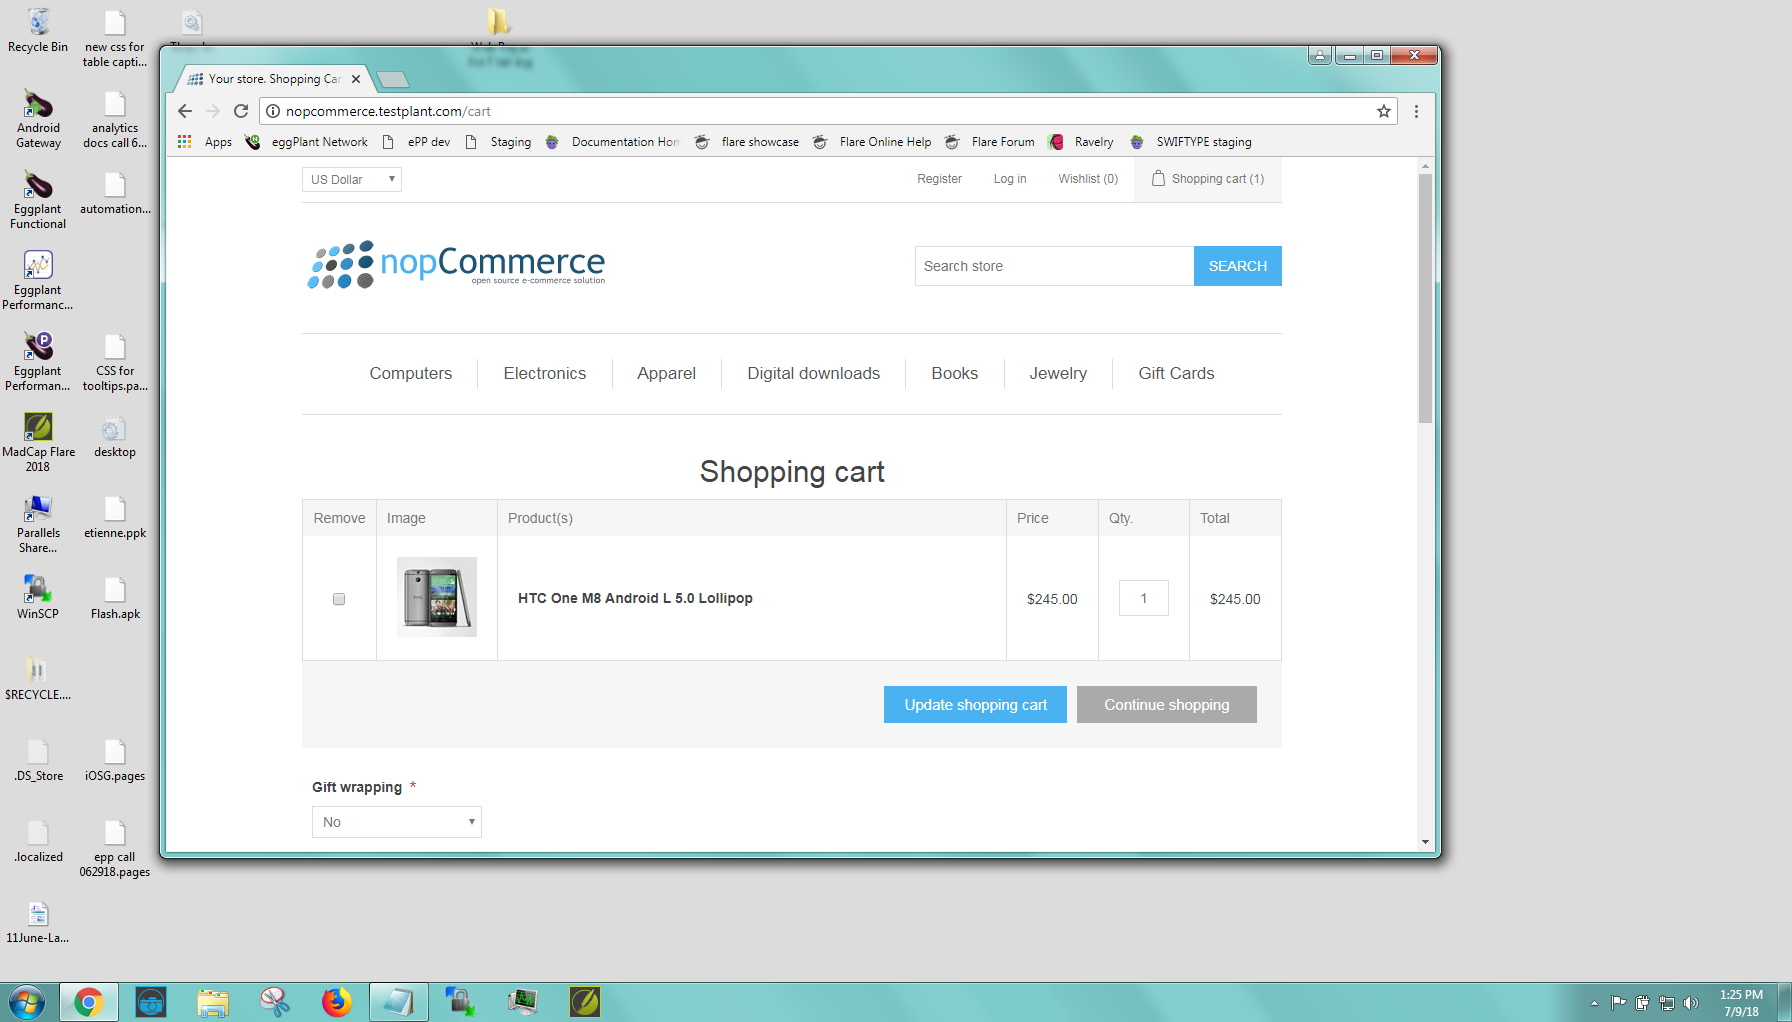 Recycle Bin
new css for
table capti...
Android
Gateway
analytics
docs call 6...
Eggplant
Functional
automation...
Eggplant
Performanc...
Eggplant
Performan...
CSS for
tooltips.pa...
MadCap Flare
2018
desktop
Parallels
Share...
etienne.ppk
WinSCP
Flash.apk
$RECYCLE....
.DS_Store
iOSG.pages
.localized
epp call
062918.pages
11June-La...
Your store. Shopping Car
nopcommerce.testplant.com/cart
Apps eggPlant Network ePP dev Staging Documentation Hom flare showcase Flare Online Help Flare Forum Ravelry SWIFTYPE staging
US Dollar Register Log in Wishlist (0) Shopping cart (1)
nopCommerce
open source e-commerce solution
Search store SEARCH
Computers Electronics Apparel Digital downloads Books Jewelry Gift Cards
Shopping cart
Remove Image Product(s) Price Qty. Total
HTC One M8 Android L 5.0 Lollipop $245.00 1 $245.00
Update shopping cart Continue shopping
Gift wrapping *
No
1:25 PM
7/9/18